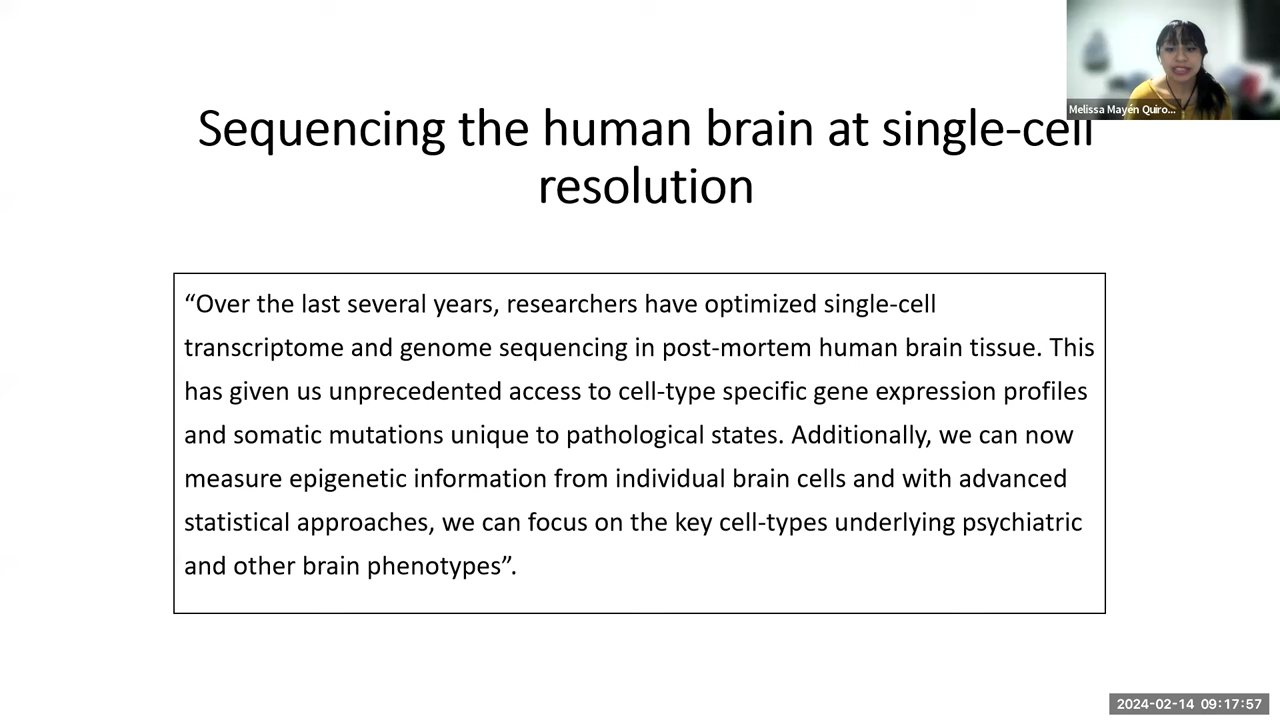 Melissa Mayén Quiro...
Sequencing the human brain at single-cell
resolution
“Over the last several years, researchers have optimized single-cell
transcriptome and genome sequencing in post-mortem human brain tissue. This
has given us unprecedented access to cell-type specific gene expression profiles
and somatic mutations unique to pathological states. Additionally, we can now
measure epigenetic information from individual brain cells and with advanced
statistical approaches, we can focus on the key cell-types underlying psychiatric
and other brain phenotypes”.
2024-02-14 09:17:57